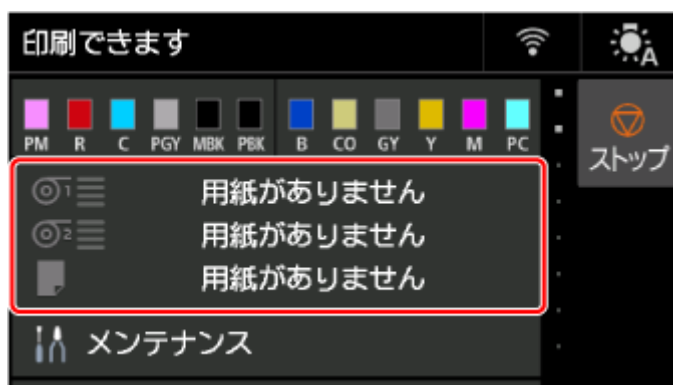 印刷できます
A
PM R C PGY MBK PBK B CO GY Y M PC
ストップ
1 用紙がありません
2 用紙がありません
用紙がありません
メンテナンス